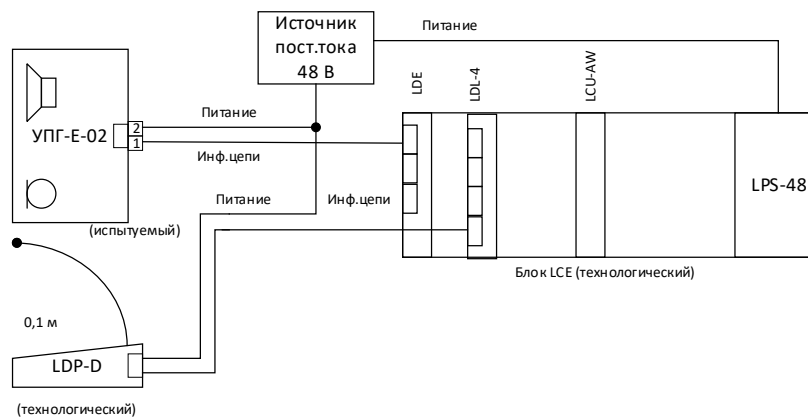 Источник
пост.тока
48 В
Питание
LDE
LDL-4
LCU-AW
Питание
2
УПГ-Е-02
1
Инф.цепи
LPS-48
Питание
Инф.цепи
(испытуемый)
Блок LCE (технологический)
0,1 м
LDP-D
(технологический)